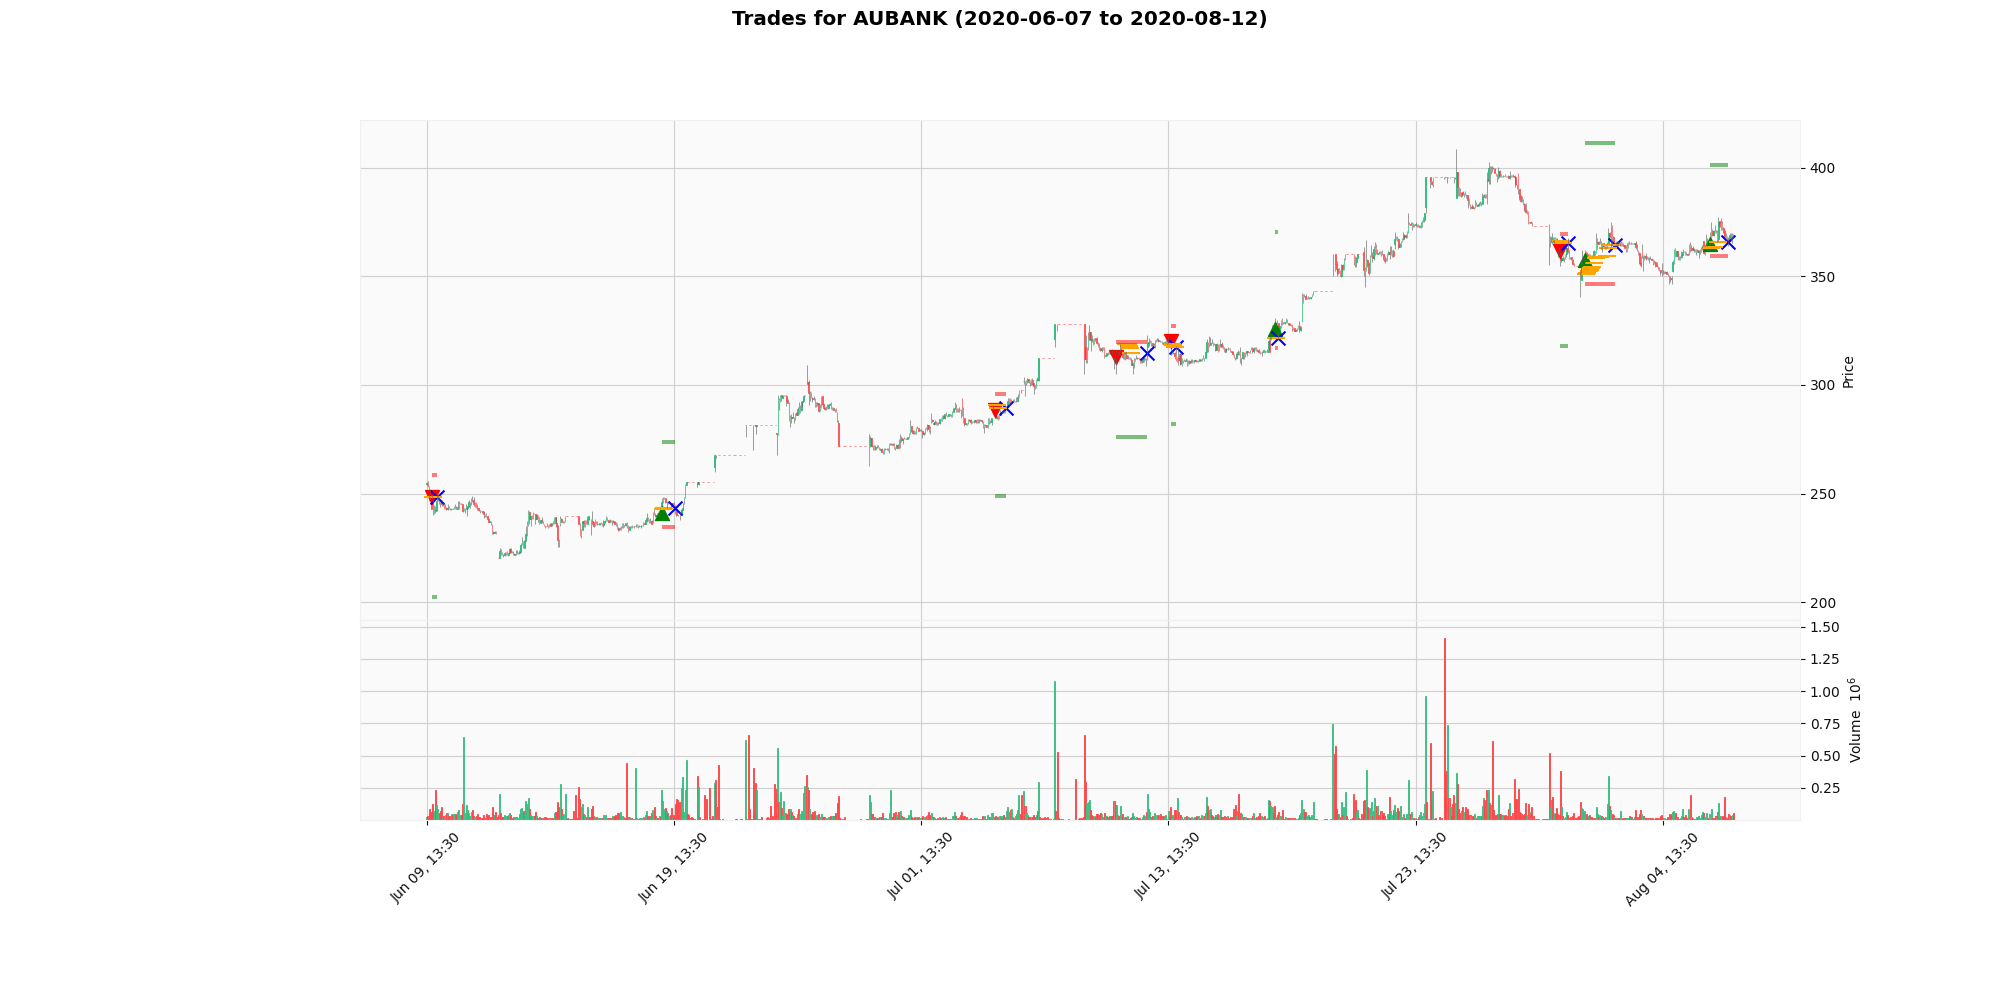 Trades for AUBANK (2020-06-07 to 2020-08-12)
400
350
300
250
200
Price
1.50
1.25
1.00
0.75
0.50
0.25
Volume 10⁶
Jun 09, 13:30
Jun 19, 13:30
Jul 01, 13:30
Jul 13, 13:30
Jul 23, 13:30
Aug 04, 13:30